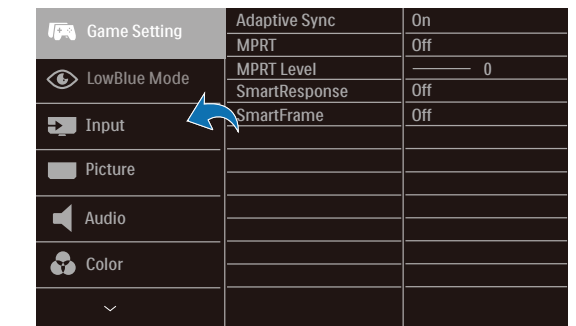 Game Setting
LowBlue Mode
Input
Picture
Audio
Color
Adaptive Sync On
MPRT Off
MPRT Level 0
SmartResponse Off
SmartFrame Off